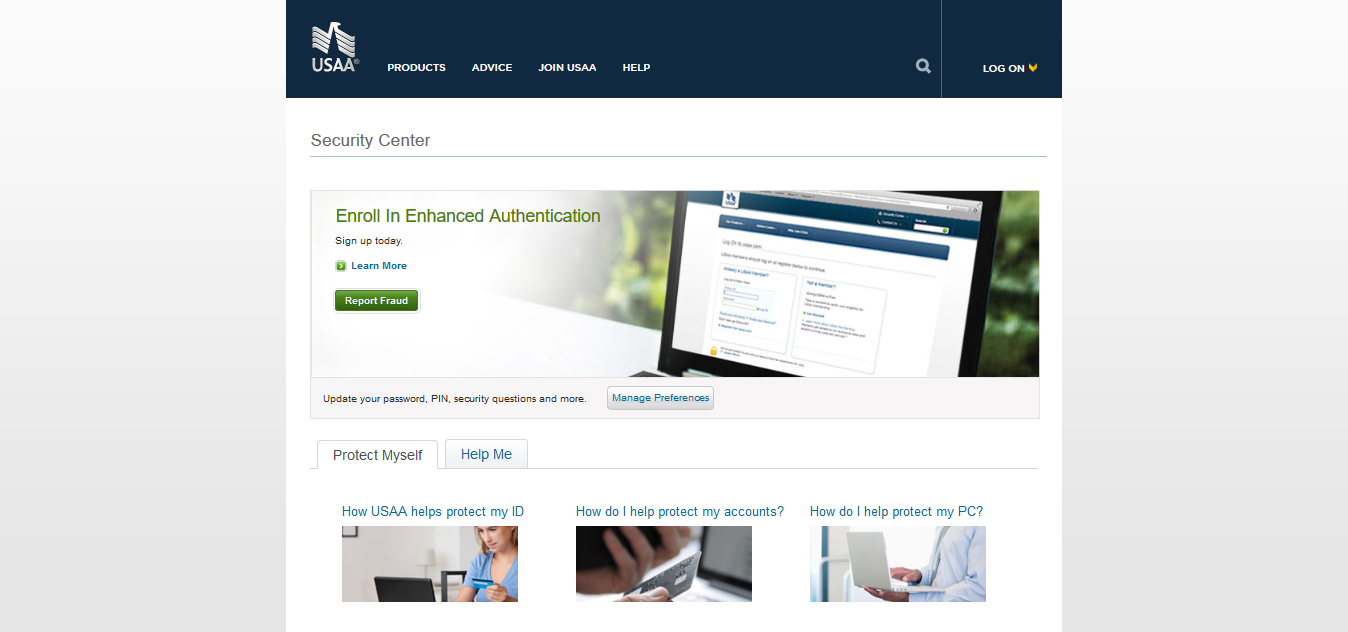 USAA®
PRODUCTS
ADVICE
JOIN USAA
HELP
LOG ON
Security Center
Enroll In Enhanced Authentication
Sign up today.
Learn More
Report Fraud
Update your password, PIN, security questions and more.
Manage Preferences
Protect Myself
Help Me
How USAA helps protect my ID
How do I help protect my accounts?
How do I help protect my PC?